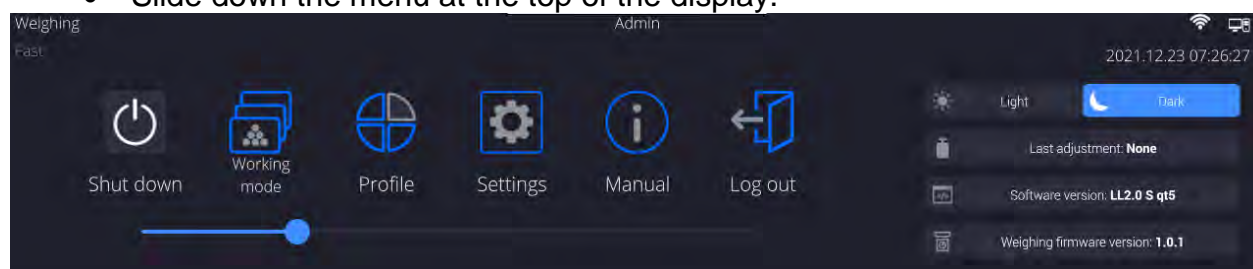 • Slide down the menu at the top of the display.
Weighing Admin
Fast 2021.12.23 07:26:27
Light Dark
Shut down
Working
mode
Profile
Settings
Manual
Log out
Last adjustment: None
Software version: LL2.0 S qt5
Weighing firmware version: 1.0.1